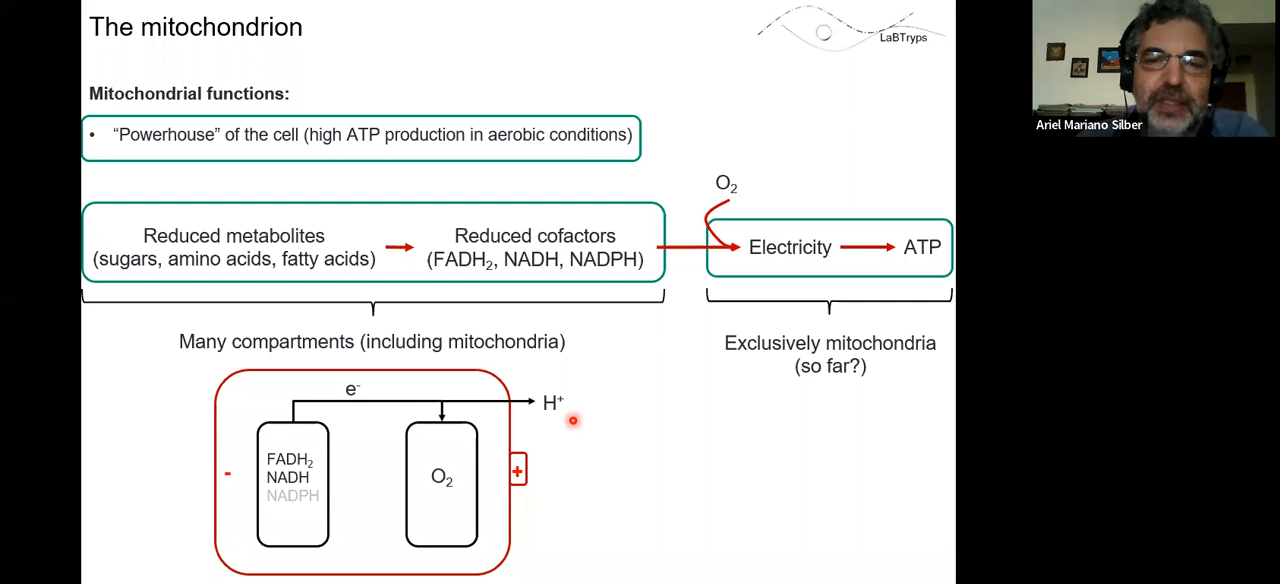 The mitochondrion
LaBTryps
Ariel Mariano Silber
Mitochondrial functions:
• “Powerhouse” of the cell (high ATP production in aerobic conditions)
O₂
Reduced metabolites
(sugars, amino acids, fatty acids)
Reduced cofactors
(FADH₂, NADH, NADPH)
Electricity
ATP
Many compartments (including mitochondria)
Exclusively mitochondria
(so far?)
e⁻
H⁺
FADH₂
NADH
NADPH
O₂
-
+